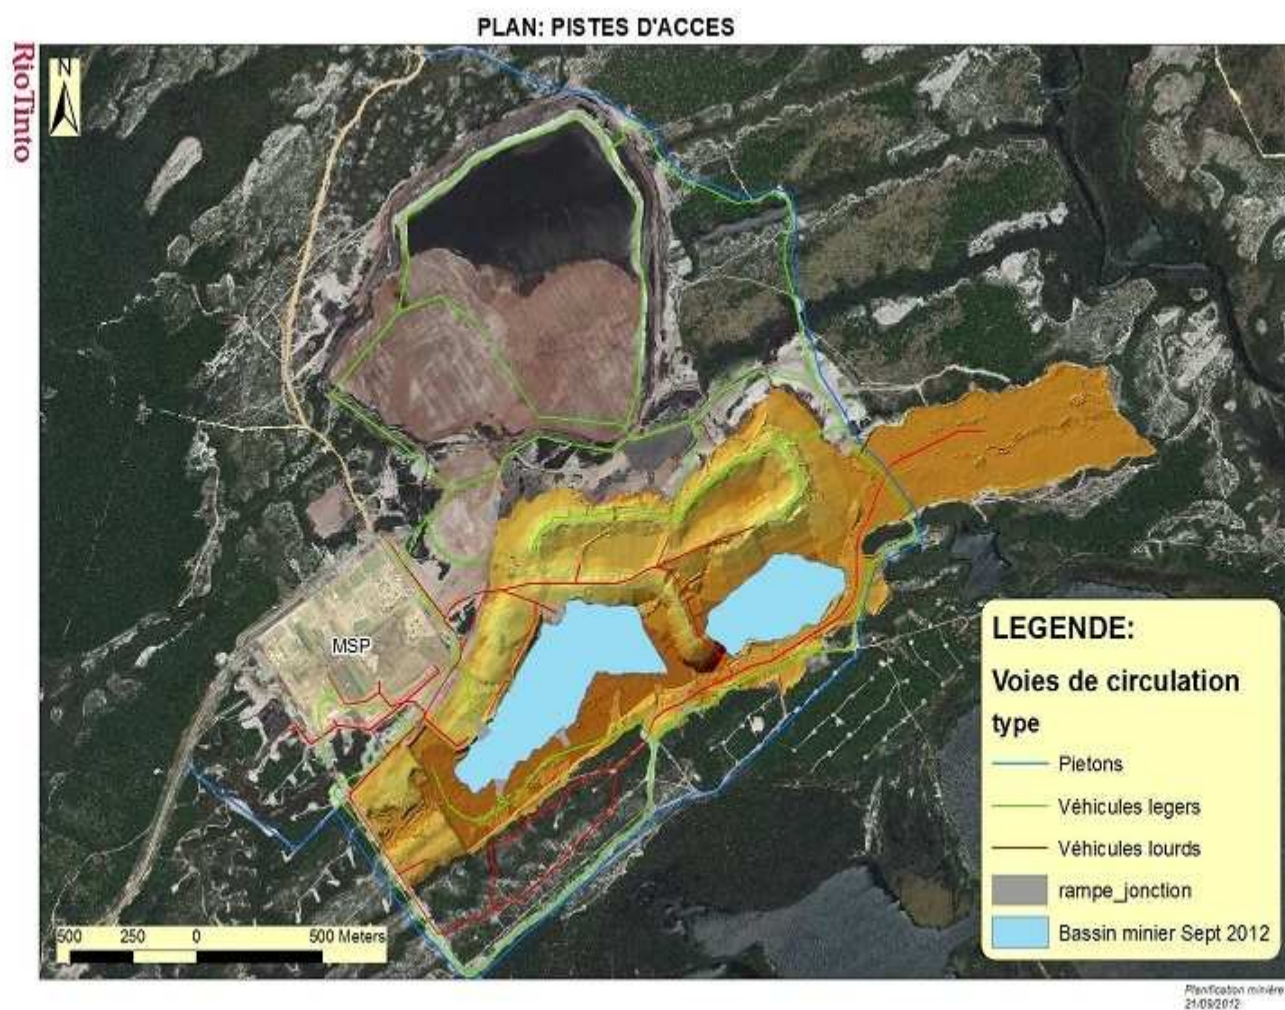 PLAN: PISTES D'ACCES
RioTinto
N
MSP
LEGENDE:
Voies de circulation
type
Pietons
Véhicules legers
Véhicules lourds
rampe_jonction
Bassin minier Sept 2012
500 250 0 500 Meters
Planification minière
21/09/2012